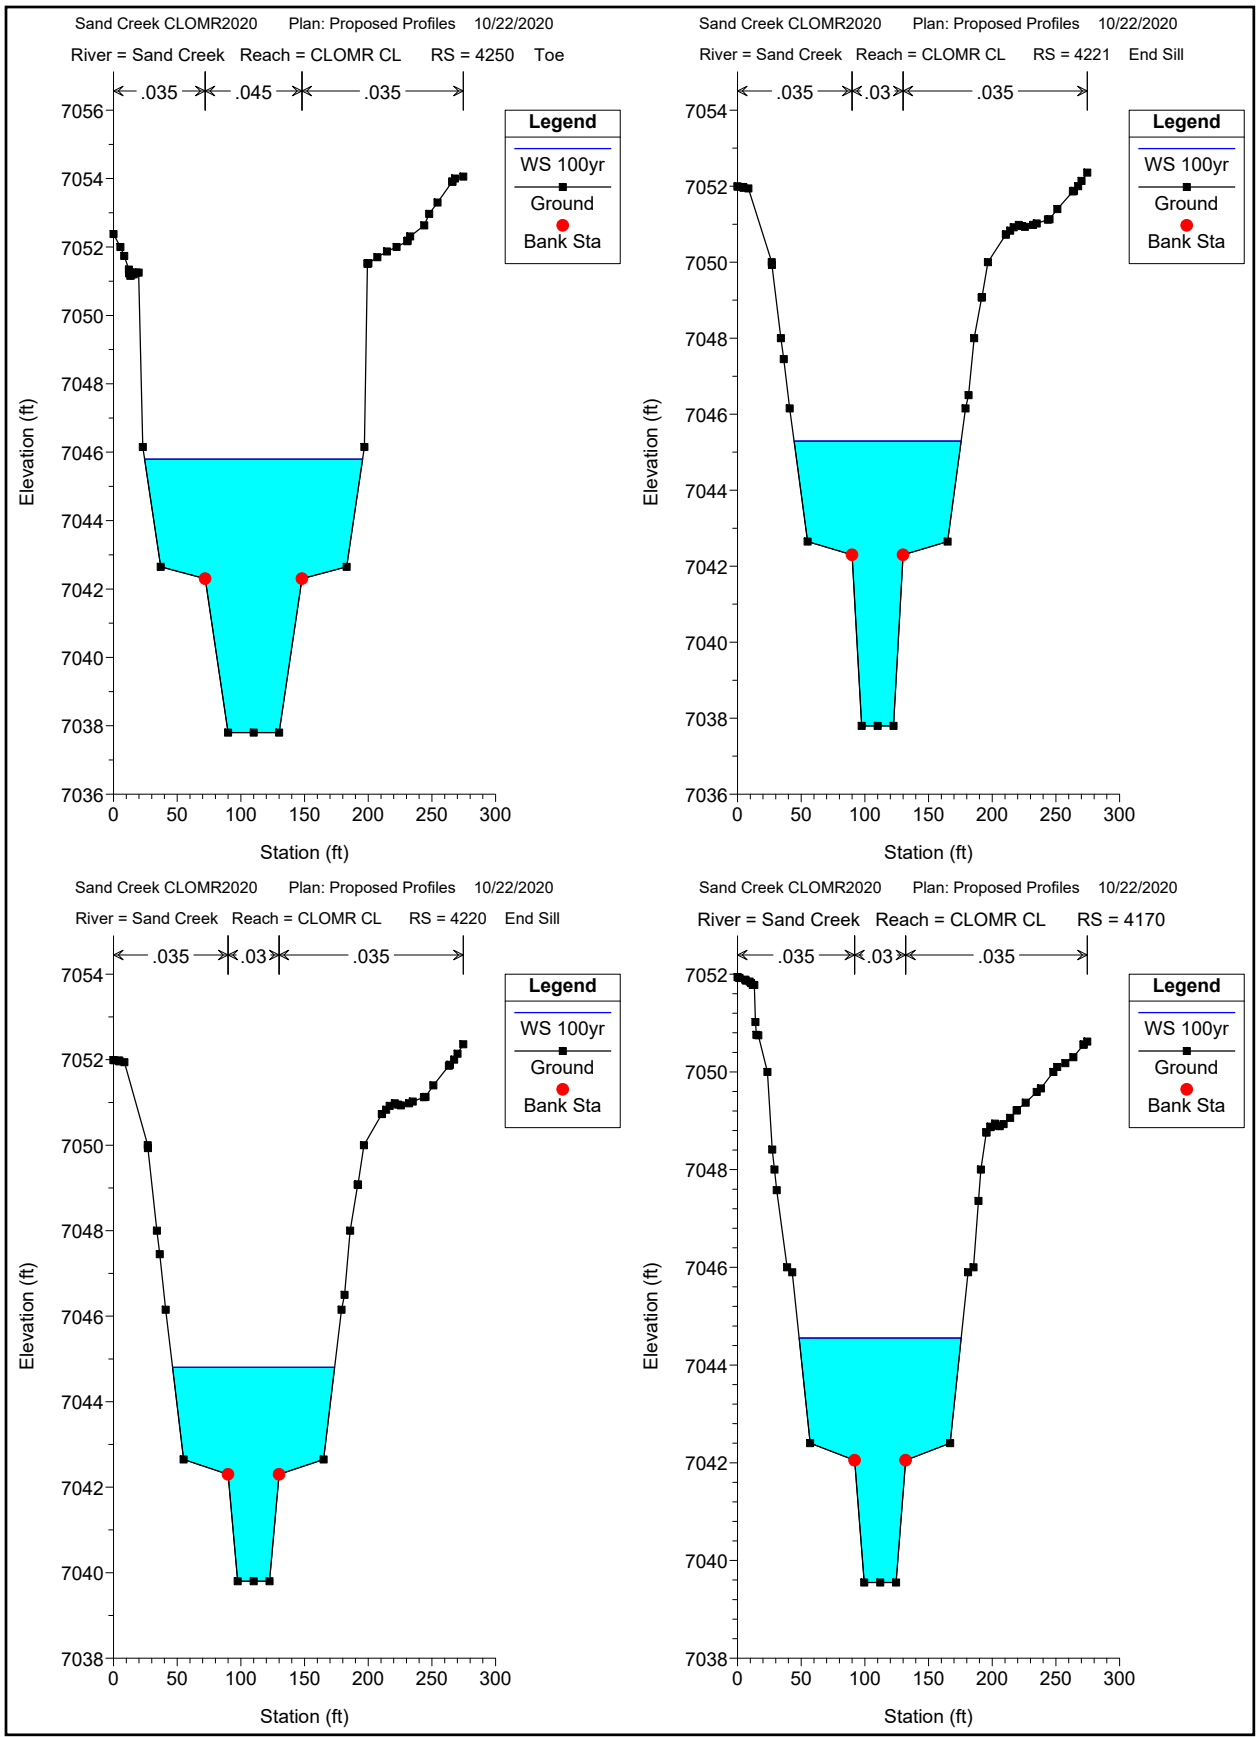 Sand Creek CLOMR2020 Plan: Proposed Profiles 10/22/2020
River = Sand Creek Reach = CLOMR CL RS = 4250 Toe
.035 .045 .035
7056
7054
7052
7050
7048
7046
7044
7042
7040
7038
7036
0 50 100 150 200 250 300
Elevation (ft)
Station (ft)
Legend
WS 100yr
Ground
Bank Sta
Sand Creek CLOMR2020 Plan: Proposed Profiles 10/22/2020
River = Sand Creek Reach = CLOMR CL RS = 4221 End Sill
.035 .03 .035
7054
7052
7050
7048
7046
7044
7042
7040
7038
7036
0 50 100 150 200 250 300
Elevation (ft)
Station (ft)
Legend
WS 100yr
Ground
Bank Sta
Sand Creek CLOMR2020 Plan: Proposed Profiles 10/22/2020
River = Sand Creek Reach = CLOMR CL RS = 4220 End Sill
.035 .03 .035
7054
7052
7050
7048
7046
7044
7042
7040
7038
0 50 100 150 200 250 300
Elevation (ft)
Station (ft)
Legend
WS 100yr
Ground
Bank Sta
Sand Creek CLOMR2020 Plan: Proposed Profiles 10/22/2020
River = Sand Creek Reach = CLOMR CL RS = 4170
.035 .03 .035
7052
7050
7048
7046
7044
7042
7040
7038
0 50 100 150 200 250 300
Elevation (ft)
Station (ft)
Legend
WS 100yr
Ground
Bank Sta